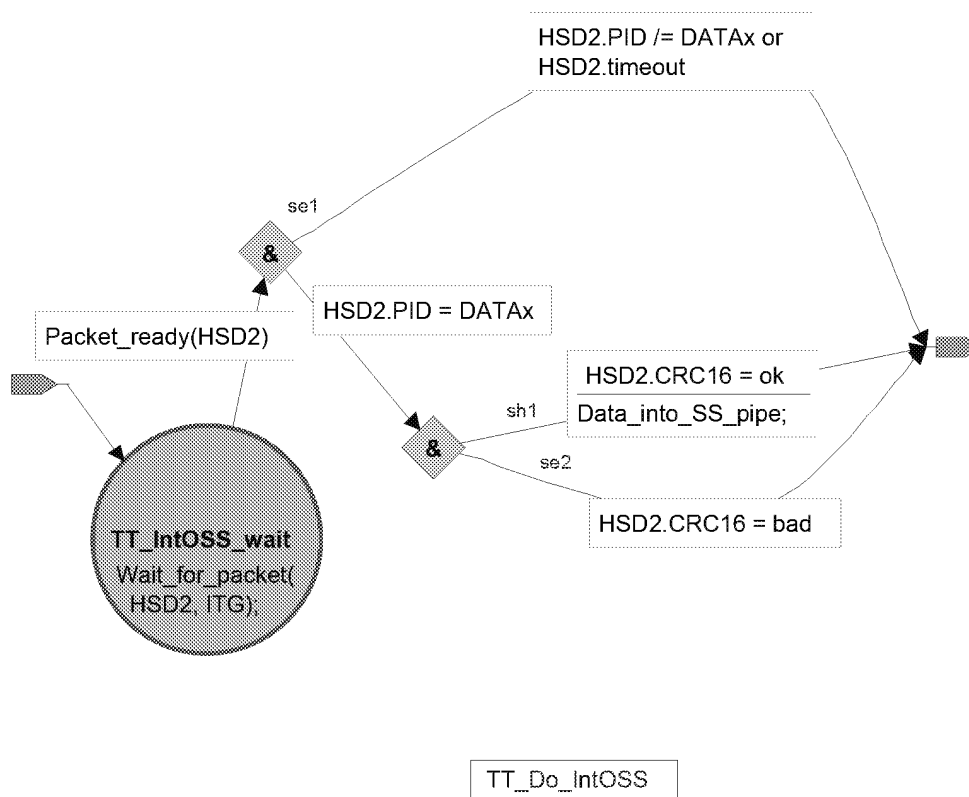 HSD2.PID /= DATAx or
HSD2.timeout
se1
&
HSD2.PID = DATAx
Packet_ready(HSD2)
HSD2.CRC16 = ok
sh1
Data_into_SS_pipe;
&
se2
HSD2.CRC16 = bad
TT_IntOSS_wait
Wait_for_packet(
HSD2, ITG);
TT_Do_IntOSS